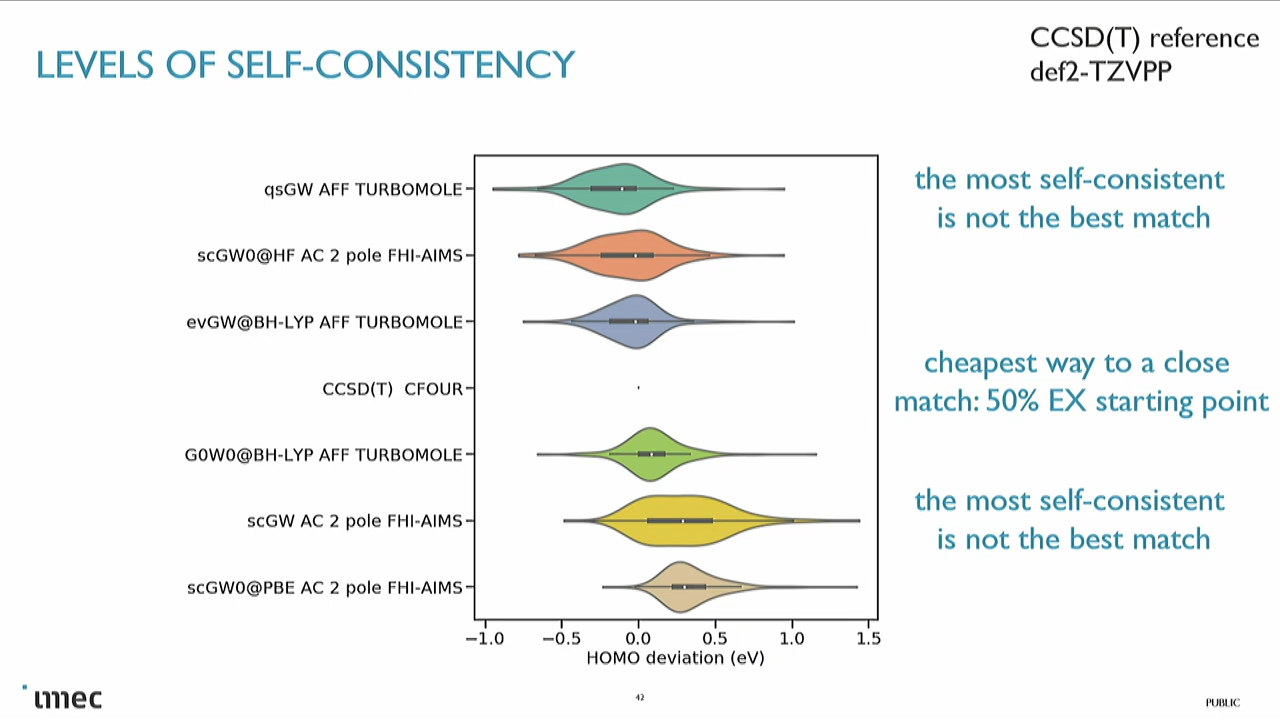 LEVELS OF SELF-CONSISTENCY
CCSD(T) reference
def2-TZVPP
qsGW AFF TURBOMOLE
scGW0@HF AC 2 pole FHI-AIMS
evGW@BH-LYP AFF TURBOMOLE
CCSD(T)  CFOUR
G0W0@BH-LYP AFF TURBOMOLE
scGW AC 2 pole FHI-AIMS
scGW0@PBE AC 2 pole FHI-AIMS
−1.0 −0.5 0.0 0.5 1.0 1.5
HOMO deviation (eV)
the most self-consistent
is not the best match
cheapest way to a close
match: 50% EX starting point
the most self-consistent
is not the best match
imec
42
PUBLIC